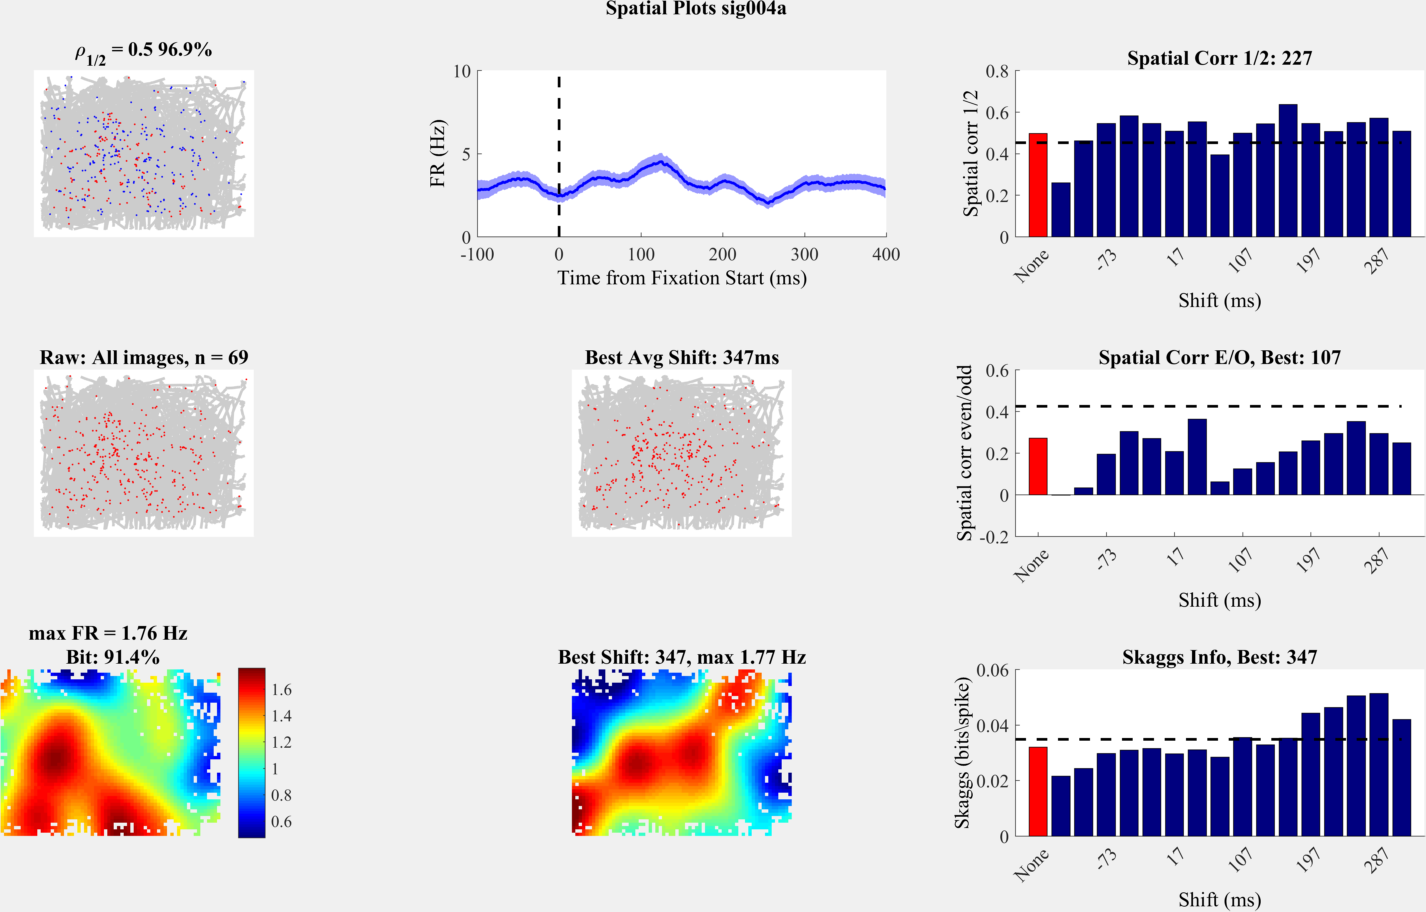 Spatial Plots sig004a
ρ1/2 = 0.5 96.9%
10
5
0
FR (Hz)
-100 0 100 200 300 400
Time from Fixation Start (ms)
Spatial Corr 1/2: 227
0.8
0.6
0.4
0.2
0
Spatial corr 1/2
None -73 17 107 197 287
Shift (ms)
Raw: All images, n = 69
Best Avg Shift: 347ms
Spatial Corr E/O, Best: 107
0.6
0.4
0.2
0
-0.2
Spatial corr even/odd
None -73 17 107 197 287
Shift (ms)
max FR = 1.76 Hz
Bit: 91.4%
1.6
1.4
1.2
1
0.8
0.6
Best Shift: 347, max 1.77 Hz
Skaggs Info, Best: 347
0.06
0.04
0.02
0
Skaggs (bits\spike)
None -73 17 107 197 287
Shift (ms)